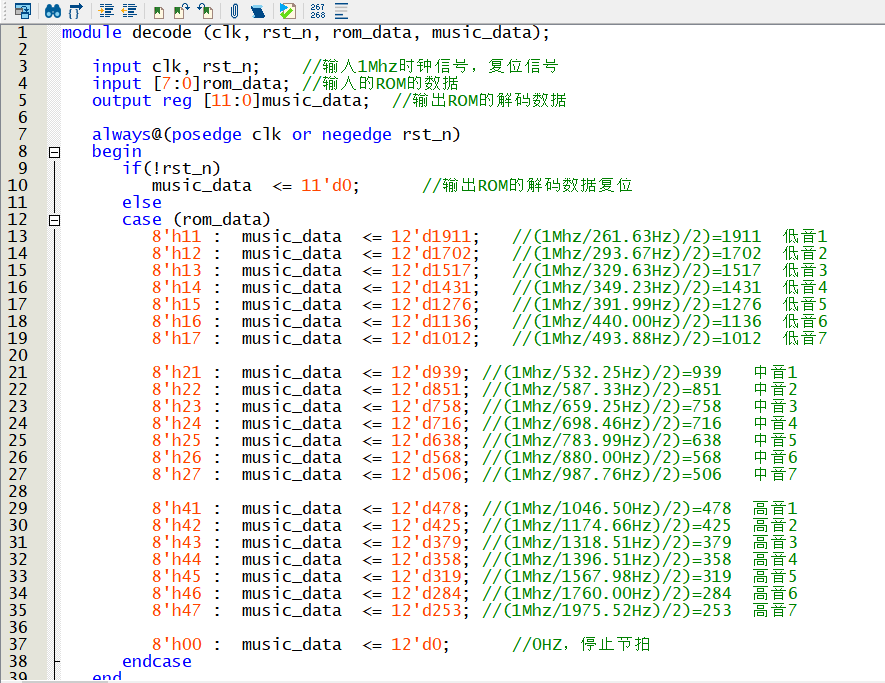 267
268
1 module decode (clk, rst_n, rom_data, music_data);
2
3 input clk, rst_n; //输入1Mhz时钟信号，复位信号
4 input [7:0]rom_data; //输入的ROM的数据
5 output reg [11:0]music_data; //输出ROM的解码数据
6
7 always@(posedge clk or negedge rst_n)
8 begin
9 if(!rst_n)
10 music_data <= 11'd0; //输出ROM的解码数据复位
11 else
12 case (rom_data)
13 8'h11 : music_data <= 12'd1911; //(1Mhz/261.63Hz)/2)=1911 低音1
14 8'h12 : music_data <= 12'd1702; //(1Mhz/293.67Hz)/2)=1702 低音2
15 8'h13 : music_data <= 12'd1517; //(1Mhz/329.63Hz)/2)=1517 低音3
16 8'h14 : music_data <= 12'd1431; //(1Mhz/349.23Hz)/2)=1431 低音4
17 8'h15 : music_data <= 12'd1276; //(1Mhz/391.99Hz)/2)=1276 低音5
18 8'h16 : music_data <= 12'd1136; //(1Mhz/440.00Hz)/2)=1136 低音6
19 8'h17 : music_data <= 12'd1012; //(1Mhz/493.88Hz)/2)=1012 低音7
20
21 8'h21 : music_data <= 12'd939; //(1Mhz/532.25Hz)/2)=939 中音1
22 8'h22 : music_data <= 12'd851; //(1Mhz/587.33Hz)/2)=851 中音2
23 8'h23 : music_data <= 12'd758; //(1Mhz/659.25Hz)/2)=758 中音3
24 8'h24 : music_data <= 12'd716; //(1Mhz/698.46Hz)/2)=716 中音4
25 8'h25 : music_data <= 12'd638; //(1Mhz/783.99Hz)/2)=638 中音5
26 8'h26 : music_data <= 12'd568; //(1Mhz/880.00Hz)/2)=568 中音6
27 8'h27 : music_data <= 12'd506; //(1Mhz/987.76Hz)/2)=506 中音7
28
29 8'h41 : music_data <= 12'd478; //(1Mhz/1046.50Hz)/2)=478 高音1
30 8'h42 : music_data <= 12'd425; //(1Mhz/1174.66Hz)/2)=425 高音2
31 8'h43 : music_data <= 12'd379; //(1Mhz/1318.51Hz)/2)=379 高音3
32 8'h44 : music_data <= 12'd358; //(1Mhz/1396.51Hz)/2)=358 高音4
33 8'h45 : music_data <= 12'd319; //(1Mhz/1567.98Hz)/2)=319 高音5
34 8'h46 : music_data <= 12'd284; //(1Mhz/1760.00Hz)/2)=284 高音6
35 8'h47 : music_data <= 12'd253; //(1Mhz/1975.52Hz)/2)=253 高音7
36
37 8'h00 : music_data <= 12'd0; //0HZ，停止节拍
38 endcase
39 end